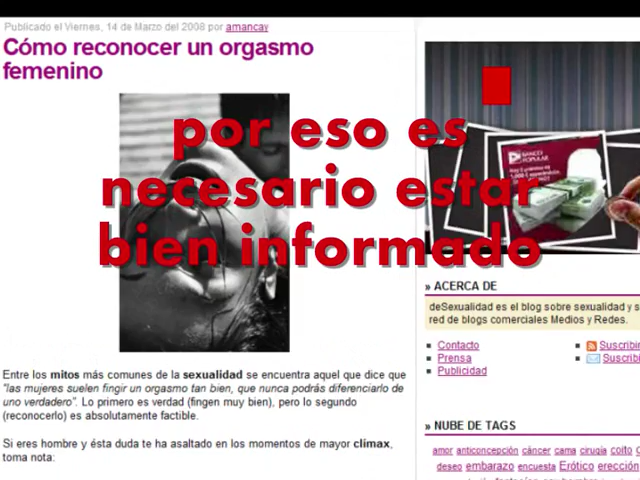 Publicado el Viernes, 14 de Marzo del 2008 por amancay
Cómo reconocer un orgasmo
femenino
por eso es
necesario estar
bien informado
Entre los mitos más comunes de la sexualidad se encuentra aquel que dice que
"las mujeres suelen fingir un orgasmo tan bien, que nunca podrás diferenciarlo de
uno verdadero". Lo primero es verdad (fingen muy bien), pero lo segundo
(reconocerlo) es absolutamente factible.
Si eres hombre y ésta duda te ha asaltado en los momentos de mayor clímax,
toma nota:
BANCO
POPULAR
» ACERCA DE
deSexualidad es el blog sobre sexualidad y s
red de blogs comerciales Medios y Redes.
Contacto
Prensa
Publicidad
Suscribir
Suscrib
» NUBE DE TAGS
amor anticoncepción cáncer cama cirugía coito
deseo embarazo encuesta Erótico erección